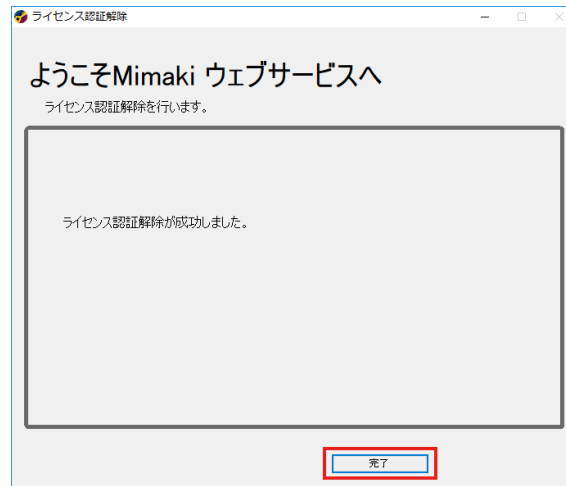 ライセンス認証解除
ようこそMimaki ウェブサービスへ
ライセンス認証解除を行います。
ライセンス認証解除が成功しました。
完了